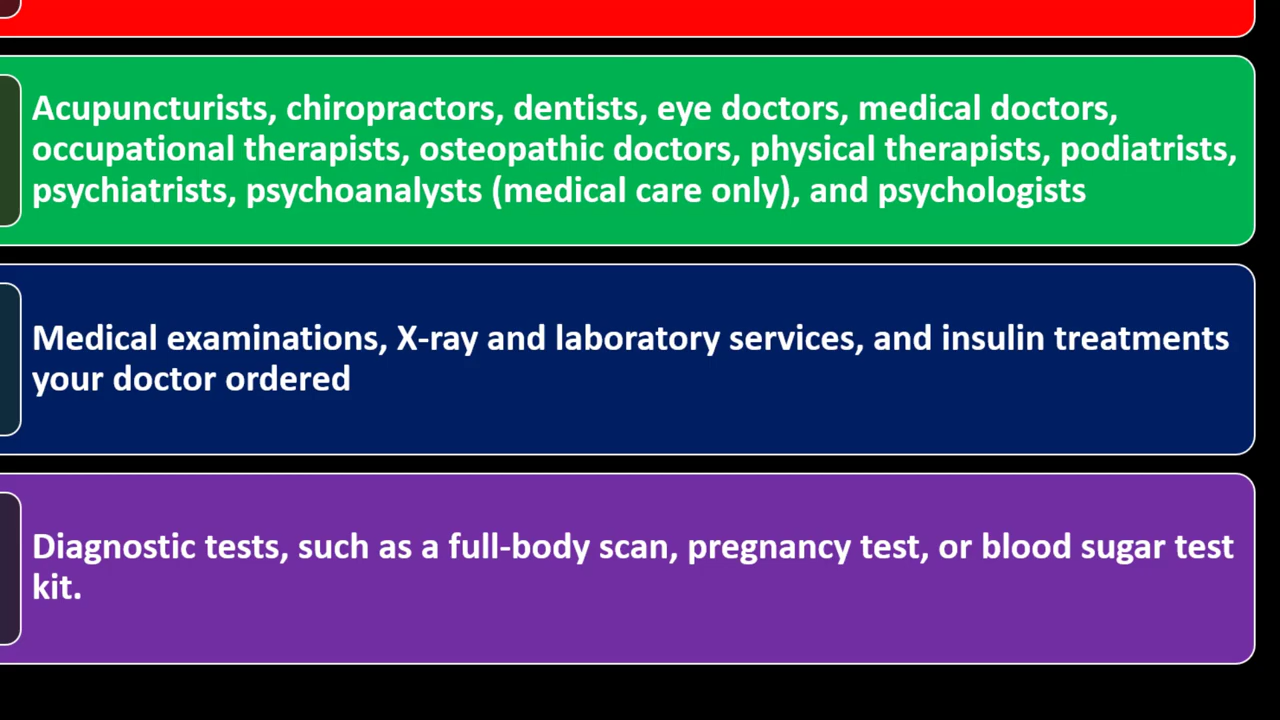 Acupuncturists, chiropractors, dentists, eye doctors, medical doctors,
occupational therapists, osteopathic doctors, physical therapists, podiatrists,
psychiatrists, psychoanalysts (medical care only), and psychologists
Medical examinations, X-ray and laboratory services, and insulin treatments
your doctor ordered
Diagnostic tests, such as a full-body scan, pregnancy test, or blood sugar test
kit.